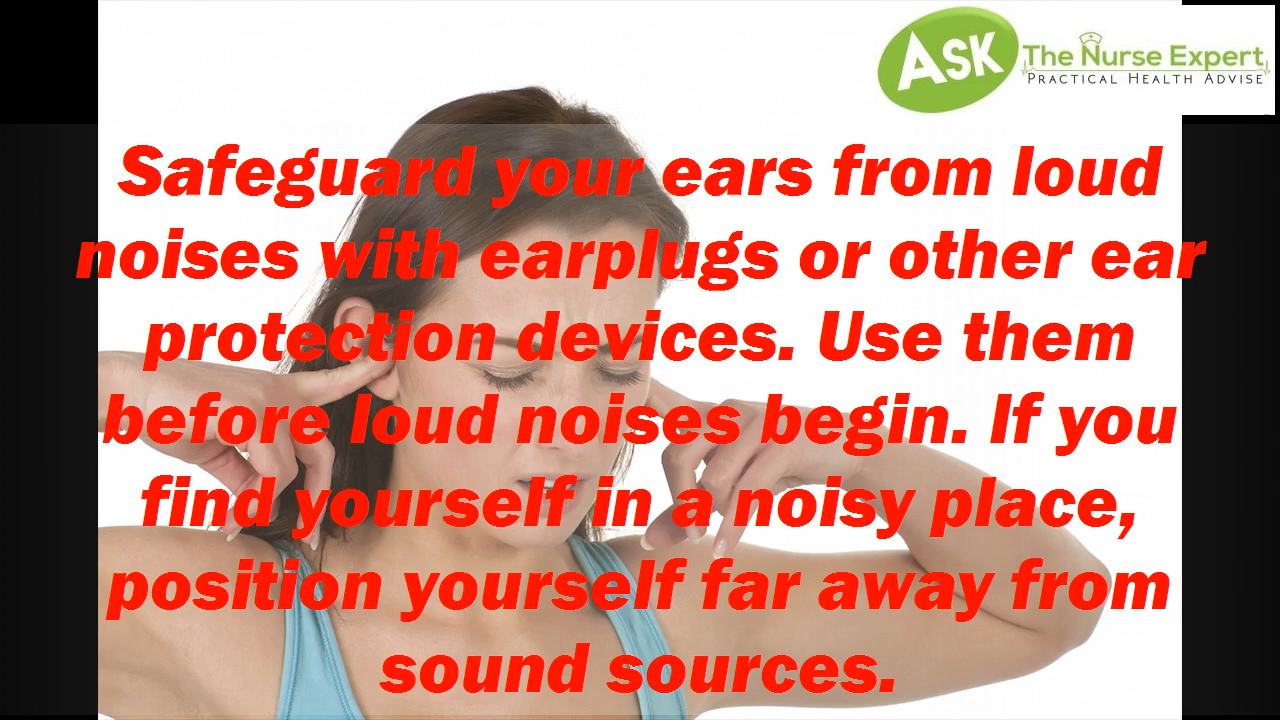 ASK The Nurse Expert
PRACTICAL HEALTH ADVISE
Safeguard your ears from loud
noises with earplugs or other ear
protection devices. Use them
before loud noises begin. If you
find yourself in a noisy place,
position yourself far away from
sound sources.